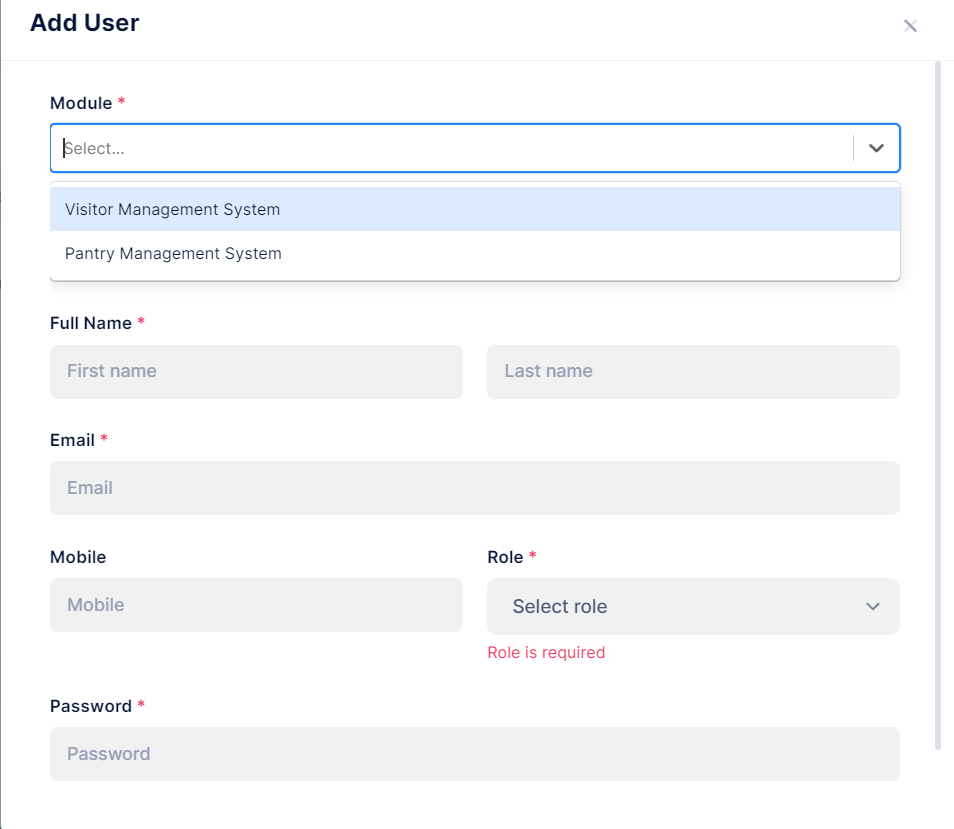 Add User
Module *
Select...
Visitor Management System
Pantry Management System
Full Name *
First name
Last name
Email *
Email
Mobile
Role *
Mobile
Select role
Role is required
Password *
Password